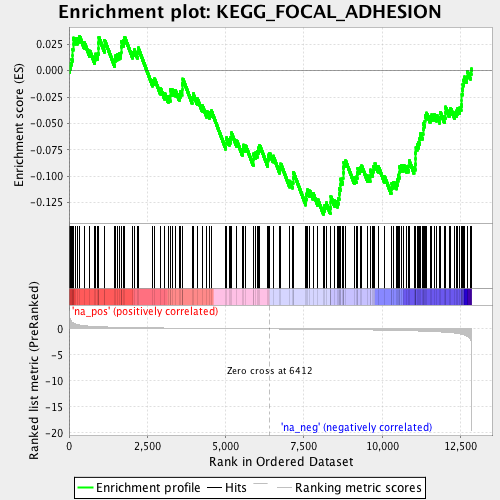 Enrichment plot: KEGG_FOCAL_ADHESION
Enrichment score (ES)
0.025
0.000
-0.025
-0.050
-0.075
-0.100
-0.125
'na_pos' (positively correlated)
Ranked list metric (PreRanked)
0
-5
-10
-15
-20
Zero cross at 6412
'na_neg' (negatively correlated)
0
2,500
5,000
7,500
10,000
12,500
Rank in Ordered Dataset
Enrichment profile
Hits
Ranking metric scores